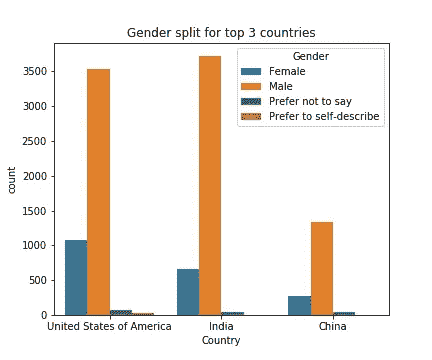 Gender split for top 3 countries
Gender
Female
Male
Prefer not to say
Prefer to self-describe
3500
3000
2500
2000
1500
1000
500
0
count
United States of America
India
China
Country